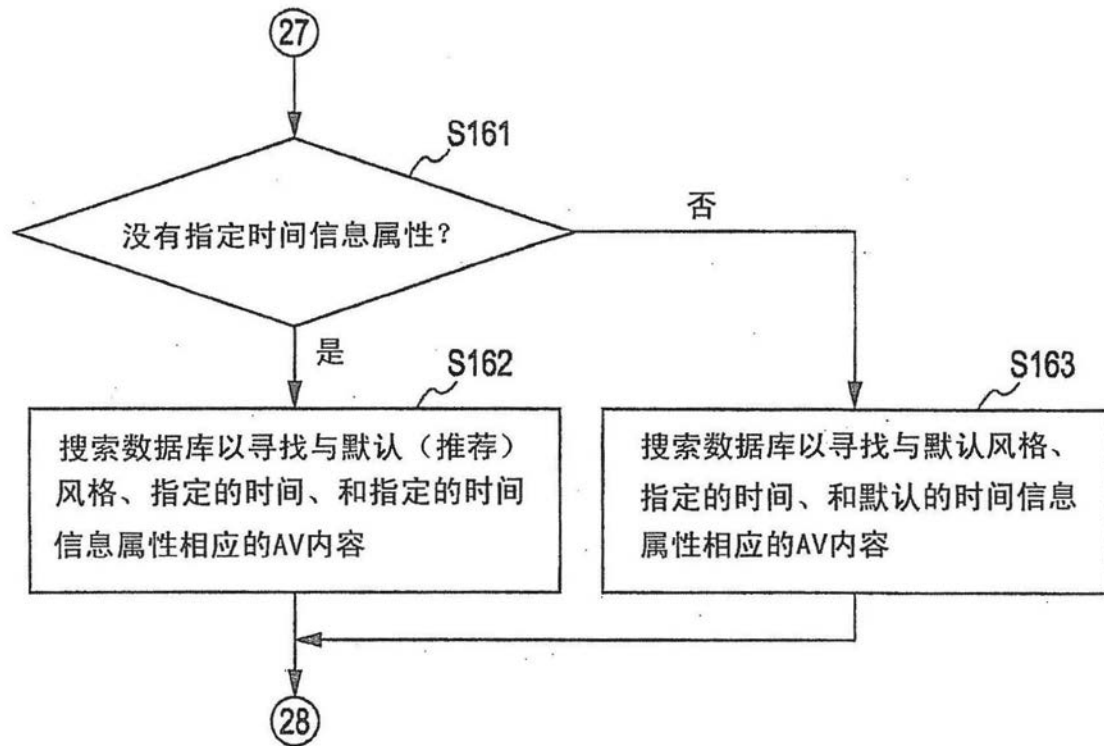 27
S161
没有指定时间信息属性?
否
是
S162
搜索数据库以寻找与默认（推荐）
风格、指定的时间、和指定的时间
信息属性相应的AV内容
S163
搜索数据库以寻找与默认风格、
指定的时间、和默认的时间信息
属性相应的AV内容
28